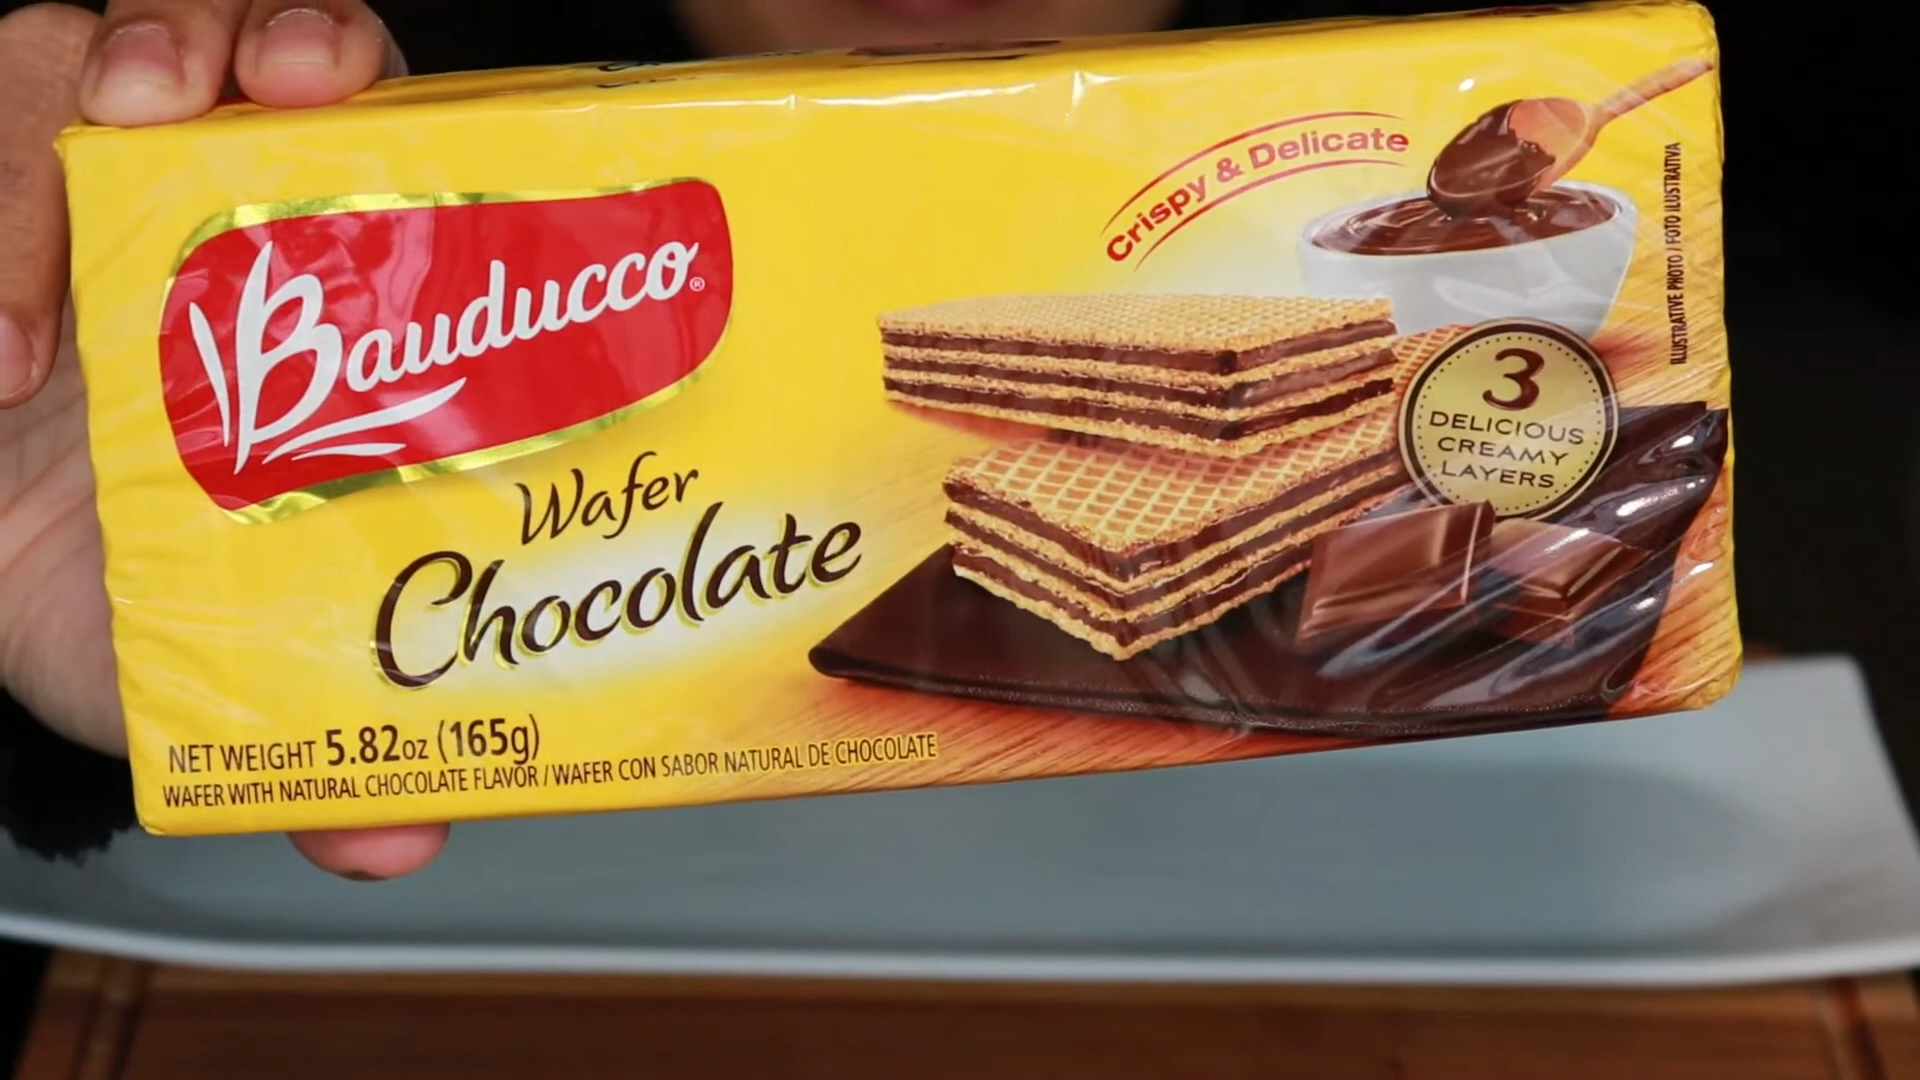 Bauducco®
Wafer
Chocolate
NET WEIGHT 5.82oz (165g)
WAFER WITH NATURAL CHOCOLATE FLAVOR / WAFER CON SABOR NATURAL DE CHOCOLATE
Crispy & Delicate
3
DELICIOUS
CREAMY
LAYERS
ILLUSTRATIVE PHOTO / FOTO ILUSTRATIVA